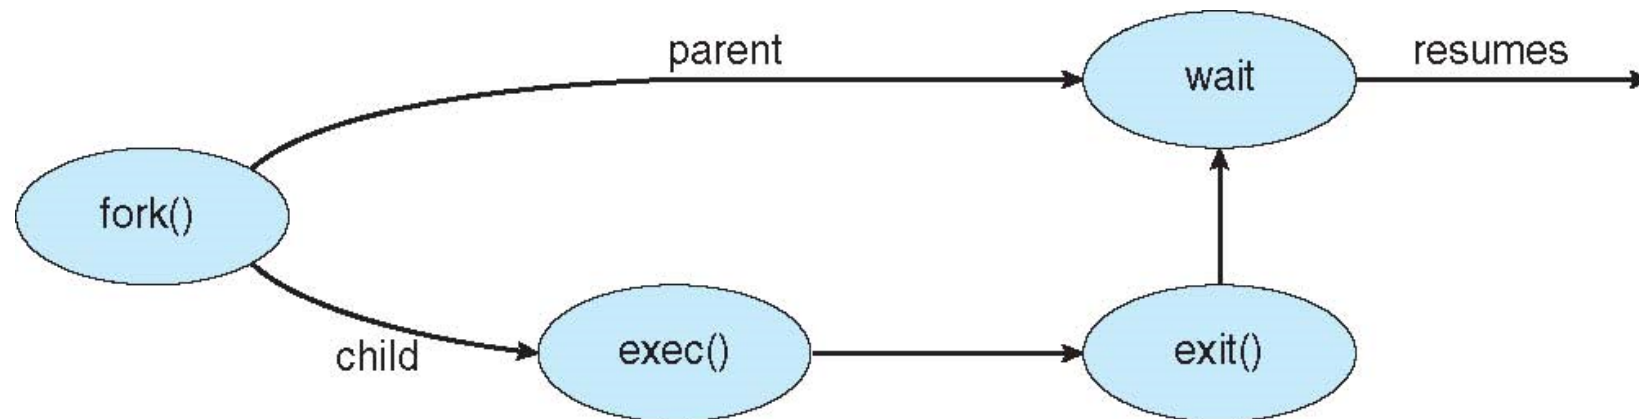 parent
resumes
wait
fork()
child
exec()
exit()